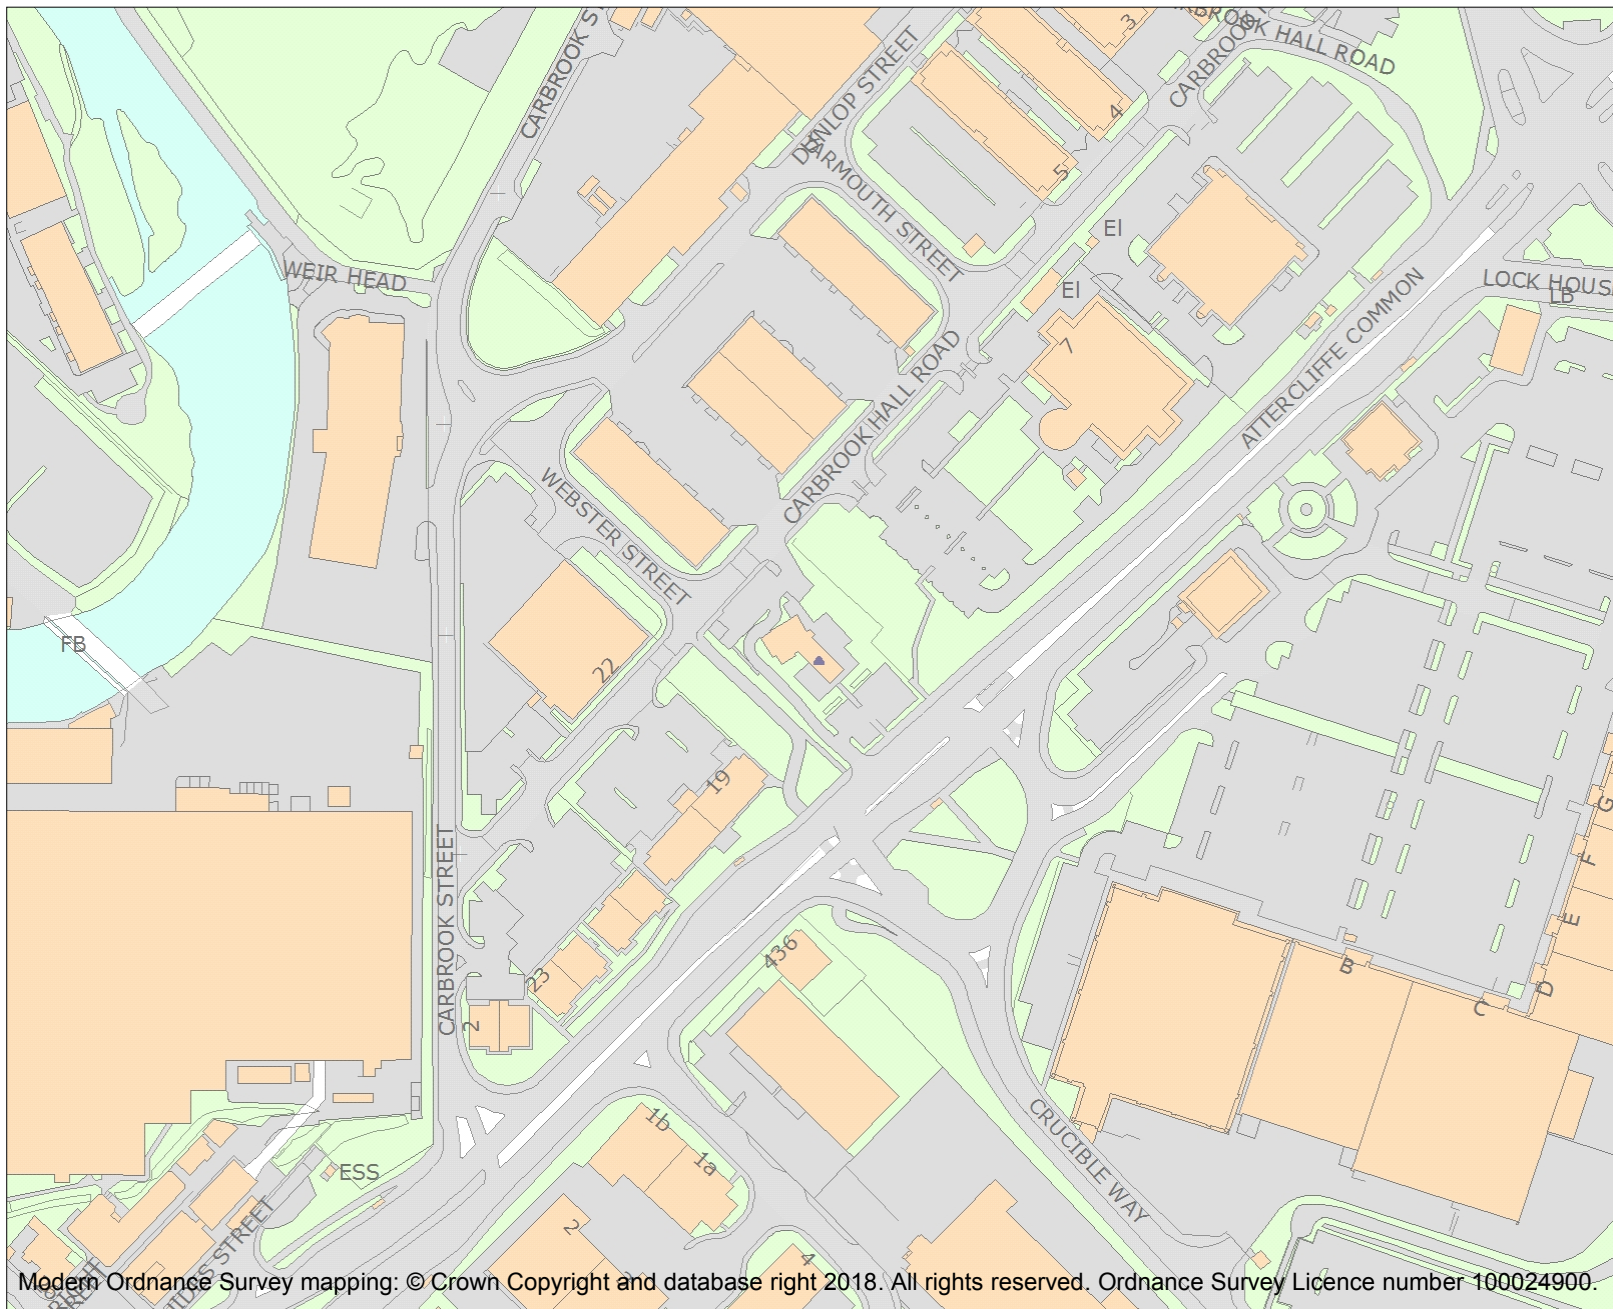 CARBROOK
DUNLOP STREET
3
CARBROOK
HALL ROAD
4
5
YARMOUTH STREET
El
El
WEIR HEAD
LOCK HOUS
LB
ATTERCLIFFE COMMON
7
CARBROOK HALL ROAD
WEBSTER STREET
FB
22
19
CARBROOK STREET
436
23
2
B
C
D
E
F
G
1b
1a
CRUCIBLE WAY
ESS
2
4
STREET
Modern Ordnance Survey mapping: © Crown Copyright and database right 2018. All rights reserved. Ordnance Survey Licence number 100024900.